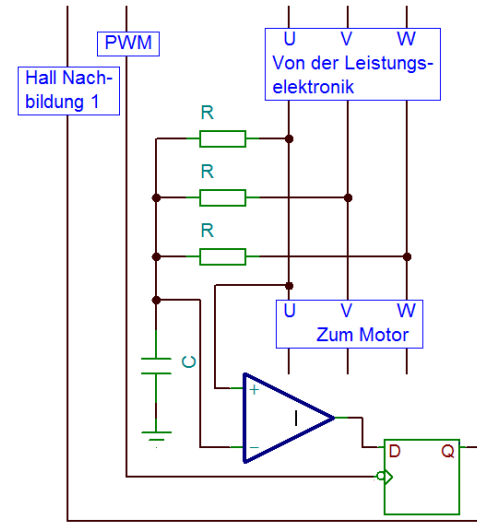 PWM
Hall Nach-
bildung 1
U V W
Von der Leistungs-
elektronik
R
R
R
U V W
Zum Motor
C
+
−
I
D Q